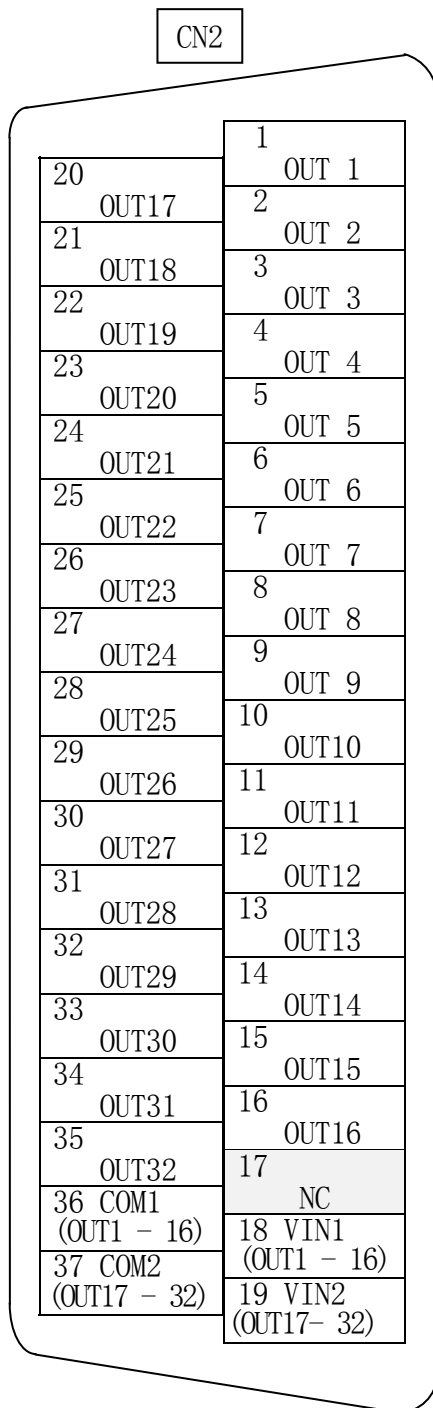 CN2
1
OUT 1
2
OUT 2
3
OUT 3
4
OUT 4
5
OUT 5
6
OUT 6
7
OUT 7
8
OUT 8
9
OUT 9
10
OUT10
11
OUT11
12
OUT12
13
OUT13
14
OUT14
15
OUT15
16
OUT16
17
NC
18 VIN1
(OUT1 - 16)
19 VIN2
(OUT17- 32)
20
OUT17
21
OUT18
22
OUT19
23
OUT20
24
OUT21
25
OUT22
26
OUT23
27
OUT24
28
OUT25
29
OUT26
30
OUT27
31
OUT28
32
OUT29
33
OUT30
34
OUT31
35
OUT32
36 COM1
(OUT1 - 16)
37 COM2
(OUT17 - 32)